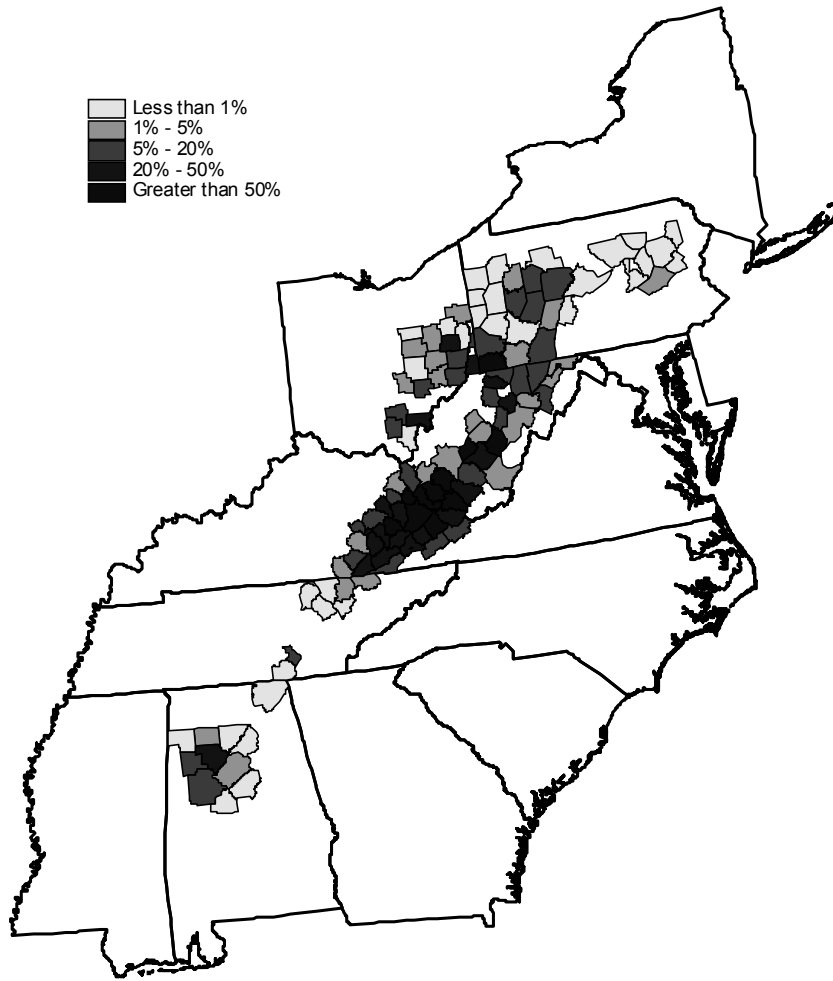 Less than 1%
1% - 5%
5% - 20%
20% - 50%
Greater than 50%